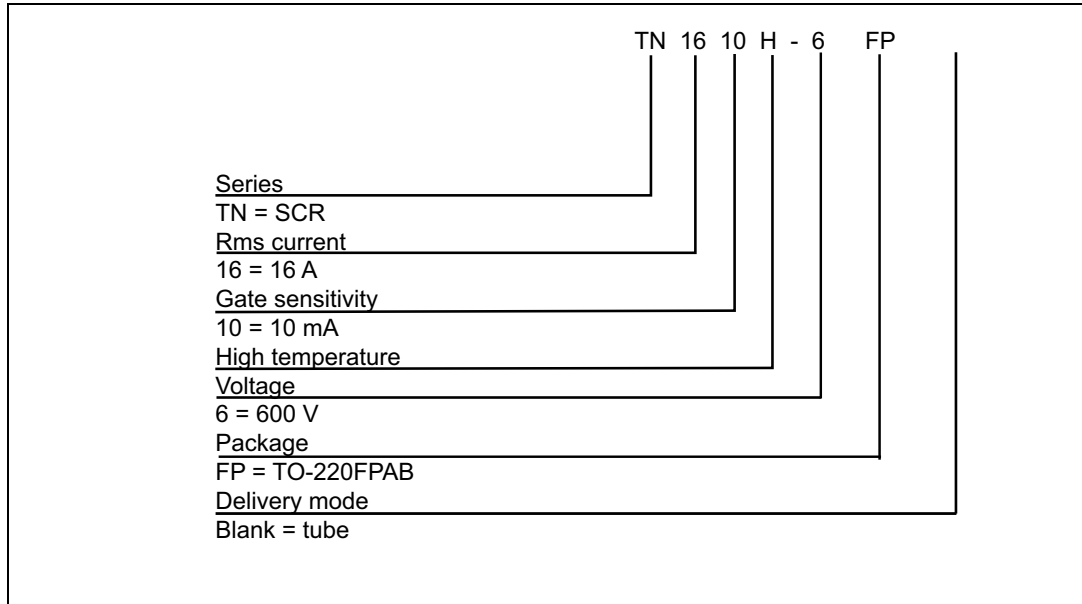 TN 16 10 H - 6 FP
Series
TN = SCR
Rms current
16 = 16 A
Gate sensitivity
10 = 10 mA
High temperature
Voltage
6 = 600 V
Package
FP = TO-220FPAB
Delivery mode
Blank = tube